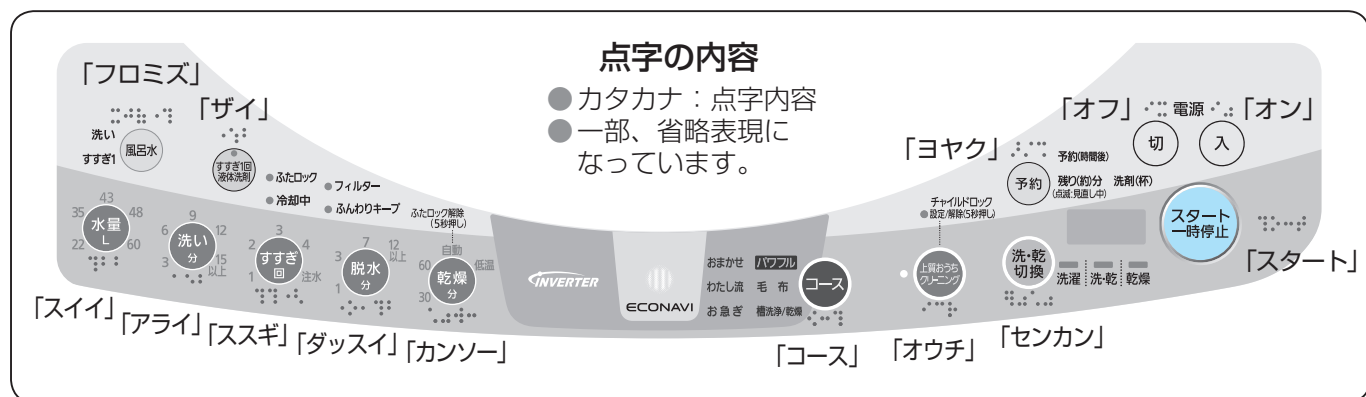 点字の内容
●カタカナ：点字内容
●一部、省略表現に
なっています。
「フロミズ」
洗い
すすぎ1
風呂水
「ザイ」
すすぎ1回
液体洗剤
●ふたロック
●冷却中
●フィルター
●ふんわりキープ
35 43 48
22 60
水量
L
「スイイ」
3 6 9 12 15
以上
洗い
分
「アライ」
1 2 3 4 注水
すすぎ
回
「ススギ」
1 3 7 12
以上
脱水
分
「ダッスイ」
ふたロック解除
(5秒押し)
自動
60 低温
30
乾燥
分
「カンソー」
INVERTER
ECONAVI
おまかせ パワフル
わたし流 毛 布
お急ぎ 槽洗浄/乾燥
コース
「コース」
チャイルドロック
●設定/解除(5秒押し)
上質おうち
クリーニング
「オウチ」
「ヨヤク」
予約
予約(時間後)
残り(約)分 洗剤(杯)
(点滅:見直し中)
洗・乾
切換
洗濯 洗・乾 乾燥
「センカン」
「オフ」 電源 「オン」
切 入
スタート
一時停止
「スタート」